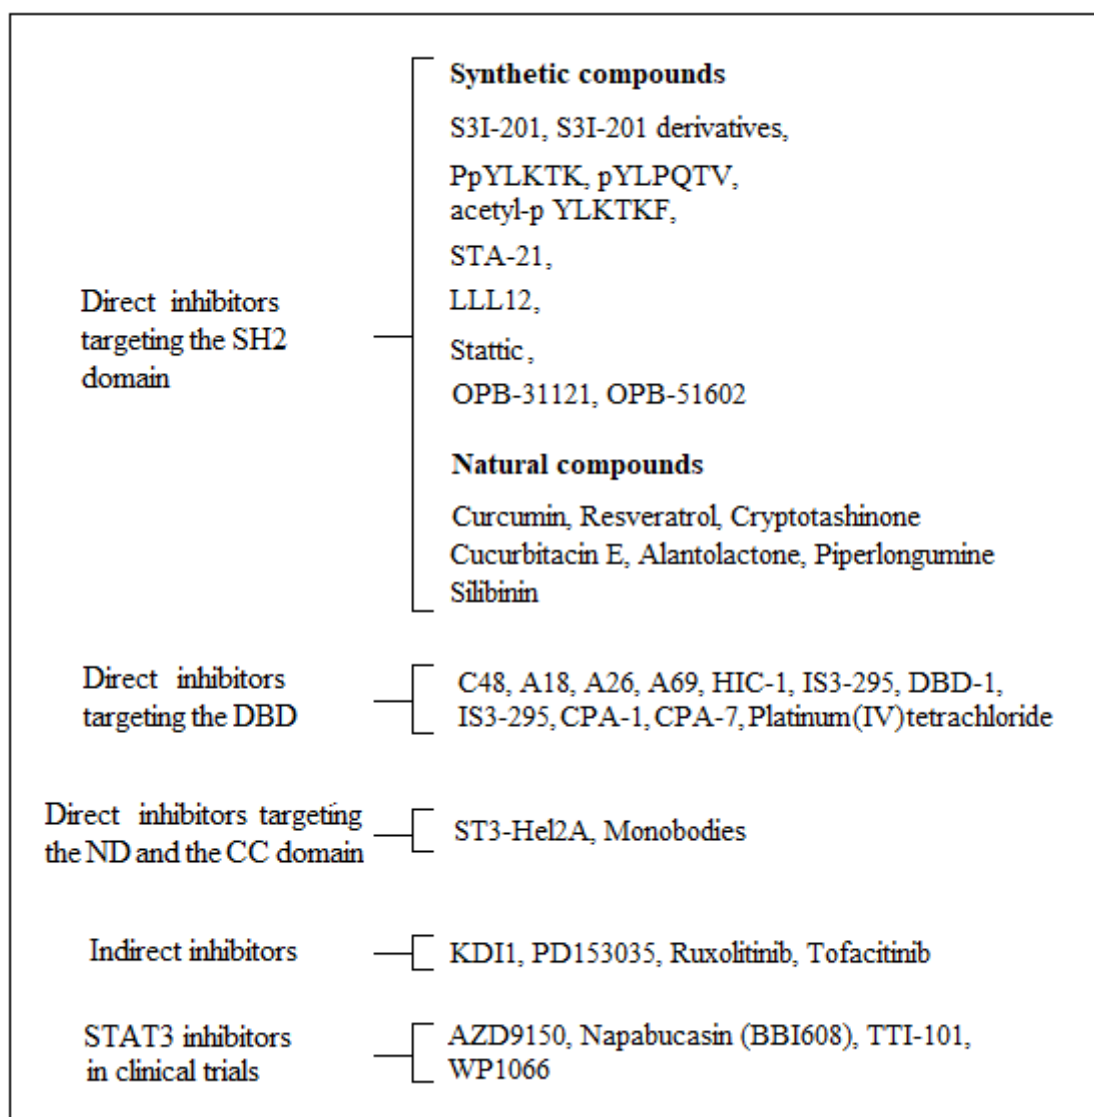 Synthetic compounds
S3I-201, S3I-201 derivatives,
PpYLKTK, pYLPQTV,
acetyl-p YLKTKF,
STA-21,
LLL12,
Stattic,
OPB-31121, OPB-51602
Direct inhibitors
targeting the SH2
domain
Natural compounds
Curcumin, Resveratrol, Cryptotashinone
Cucurbitacin E, Alantolactone, Piperlongumine
Silibinin
Direct inhibitors
targeting the DBD
C48, A18, A26, A69, HIC-1, IS3-295, DBD-1,
IS3-295, CPA-1, CPA-7, Platinum(IV)tetrachloride
Direct inhibitors targeting
the ND and the CC domain
ST3-Hel2A, Monobodies
Indirect inhibitors
KDI1, PD153035, Ruxolitinib, Tofacitinib
STAT3 inhibitors
in clinical trials
AZD9150, Napabucasin (BBI608), TTI-101,
WP1066